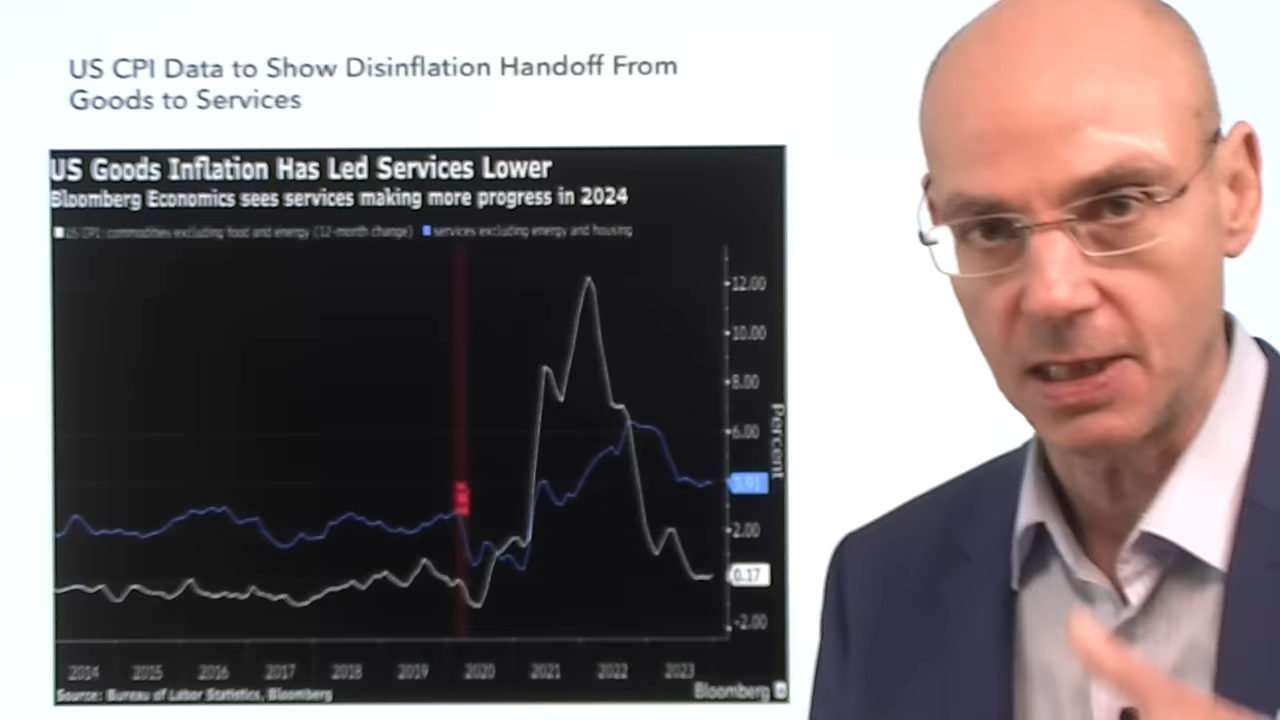 US CPI Data to Show Disinflation Handoff From
Goods to Services
US Goods Inflation Has Led Services Lower
Bloomberg Economics sees services making more progress in 2024
US CPI: commodities excluding food and energy (12-month change) services excluding energy and housing
12.00
10.00
8.00
6.00
Percent
3.91
2.00
0.17
-2.00
2014 2015 2016 2017 2018 2019 2020 2021 2022 2023
Source: Bureau of Labor Statistics, Bloomberg
Bloomberg